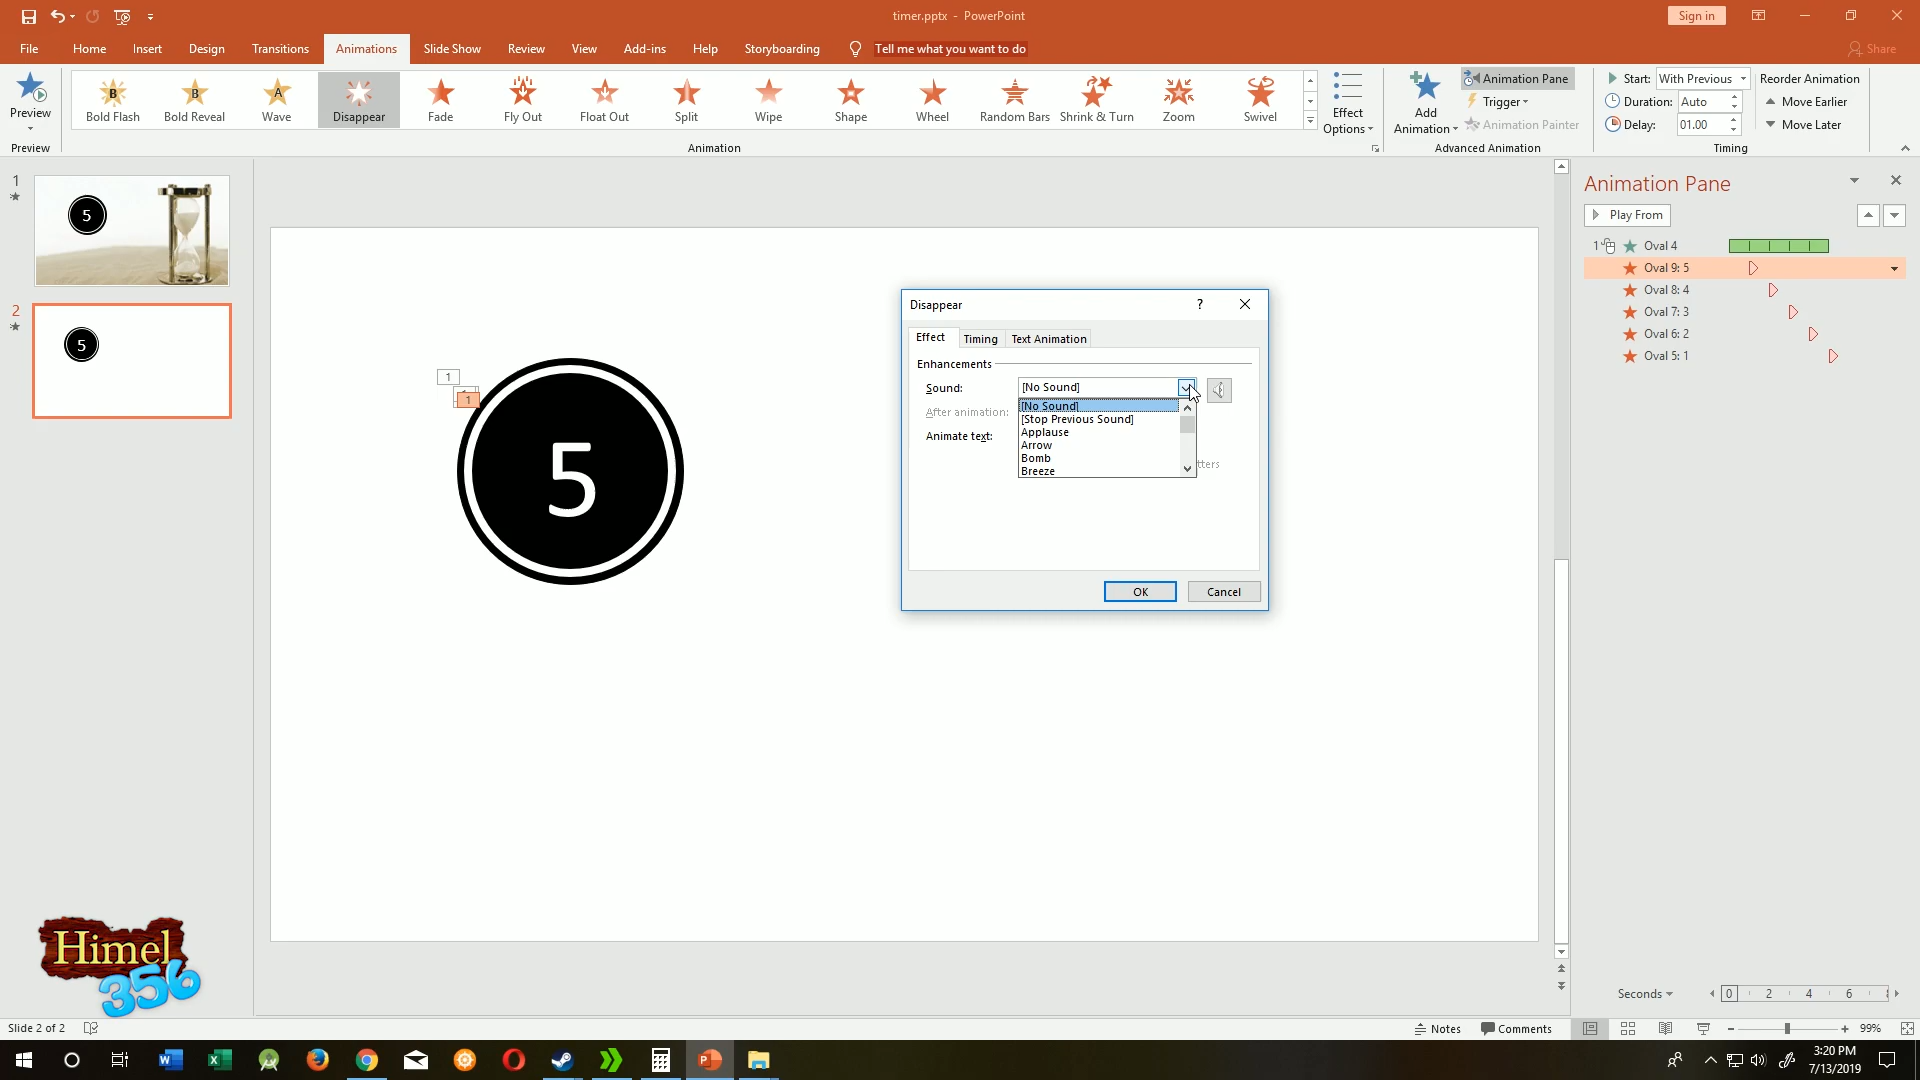 timer.pptx - PowerPoint
Sign in
File Home Insert Design Transitions Animations Slide Show Review View Add-ins Help Storyboarding Tell me what you want to do Share
Preview
Preview
B
Bold Flash
B
Bold Reveal
A
Wave
Disappear
Fade
Fly Out
Float Out
Split
Wipe
Shape
Wheel
Random Bars
Shrink & Turn
Zoom
Swivel
Animation
Effect
Options
Add
Animation
Animation Pane
Trigger
Animation Painter
Advanced Animation
Start: With Previous
Duration: Auto
Delay: 01.00
Reorder Animation
Move Earlier
Move Later
Timing
1
5
2
5
1
1
5
Disappear ?
Effect Timing Text Animation
Enhancements
Sound: [No Sound]
After animation:
Animate text:
[No Sound]
[Stop Previous Sound]
Applause
Arrow
Bomb
Breeze
tters
OK Cancel
Animation Pane
Play From
1 Oval 4
Oval 9: 5
Oval 8: 4
Oval 7: 3
Oval 6: 2
Oval 5: 1
Seconds 0 2 4 6
Himel
356
Slide 2 of 2
Notes Comments 99%
3:20 PM
7/13/2019